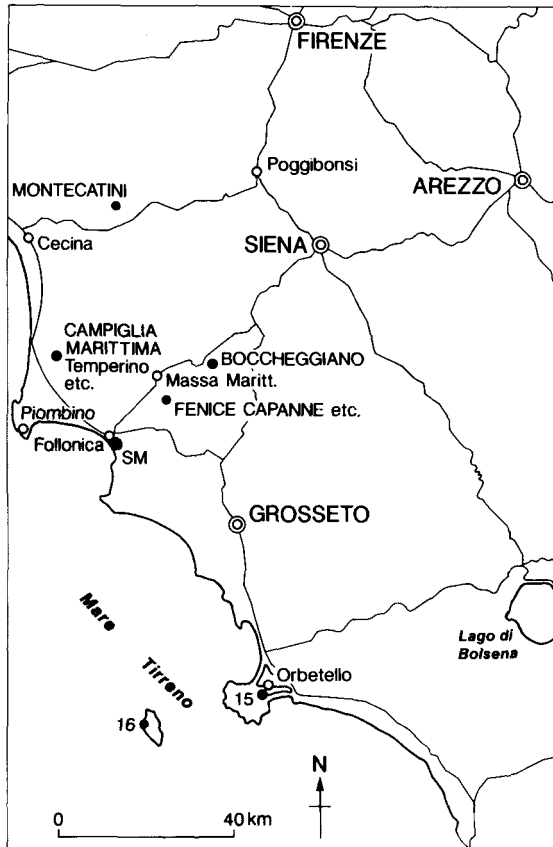 FIRENZE
Poggibonsi
MONTECATINI
AREZZO
Cecina
SIENA
CAMPIGLIA
MARITTIMA
Temperino
etc.
BOCCHEGGIANO
Massa Maritt.
FENICE CAPANNE etc.
Piombino
Follonica
SM
GROSSETO
Mare
Tirreno
Lago di
Bolsena
Orbetello
15
16
N
0
40 km